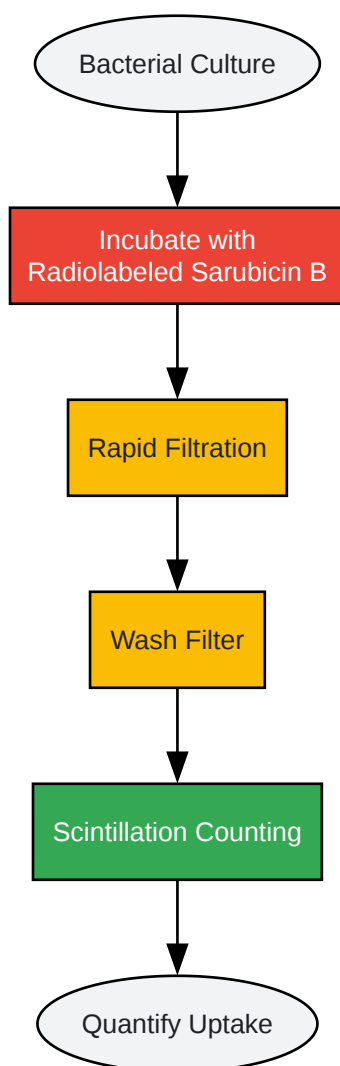 Bacterial Culture
Incubate with
Radiolabeled Sarubicin B
Rapid Filtration
Wash Filter
Scintillation Counting
Quantify Uptake